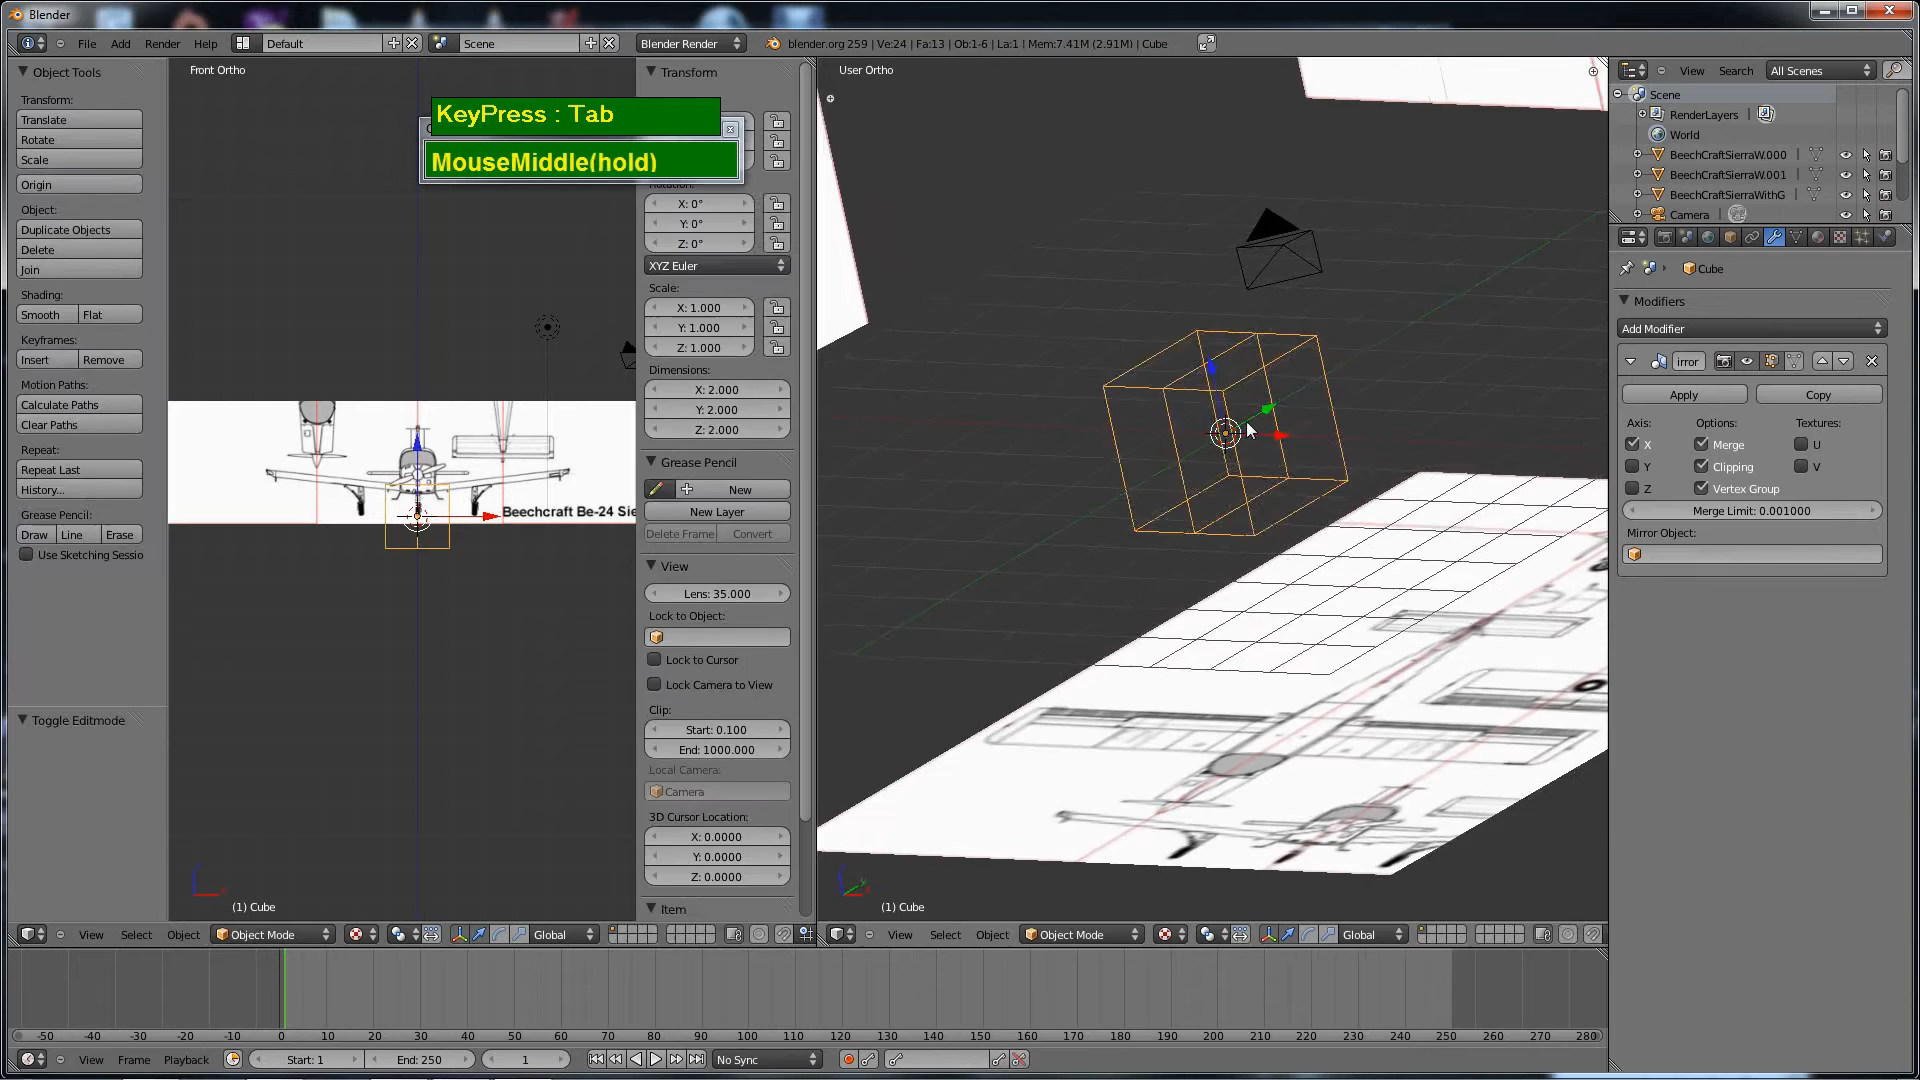 Blender
File Add Render Help Default Scene Blender Render blender.org 259 | Ve:24 | Fa:13 | Ob:1-6 | La:1 | Mem:7.41M (2.91M) | Cube
Object Tools
Transform:
Translate
Rotate
Scale
Origin
Object:
Duplicate Objects
Delete
Join
Shading:
Smooth Flat
Keyframes:
Insert Remove
Motion Paths:
Calculate Paths
Clear Paths
Repeat:
Repeat Last
History...
Grease Pencil:
Draw Line Erase
Use Sketching Sessio
Toggle Editmode
Front Ortho
KeyPress : Tab
MouseMiddle(hold)
Beechcraft Be-24 Sie
(1) Cube
Transform
Rotation:
X: 0°
Y: 0°
Z: 0°
XYZ Euler
Scale:
X: 1.000
Y: 1.000
Z: 1.000
Dimensions:
X: 2.000
Y: 2.000
Z: 2.000
Grease Pencil
New
New Layer
Delete Frame Convert
View
Lens: 35.000
Lock to Object:
Lock to Cursor
Lock Camera to View
Clip:
Start: 0.100
End: 1000.000
Local Camera:
Camera
3D Cursor Location:
X: 0.0000
Y: 0.0000
Z: 0.0000
Item
User Ortho
(1) Cube
View Search All Scenes
Scene
RenderLayers
World
BeechCraftSierraW.000
BeechCraftSierraW.001
BeechCraftSierraWithG
Camera
Cube
Modifiers
Add Modifier
irror
Apply Copy
Axis: Options: Textures:
X Merge U
Y Clipping V
Z Vertex Group
Merge Limit: 0.001000
Mirror Object:
View Select Object Object Mode Global
View Select Object Object Mode Global
-50 -40 -30 -20 -10 0 10 20 30 40 50 60 70 80 90 100 110 120 130 140 150 160 170 180 190 200 210 220 230 240 250 260 270 280
View Frame Playback Start: 1 End: 250 1 No Sync